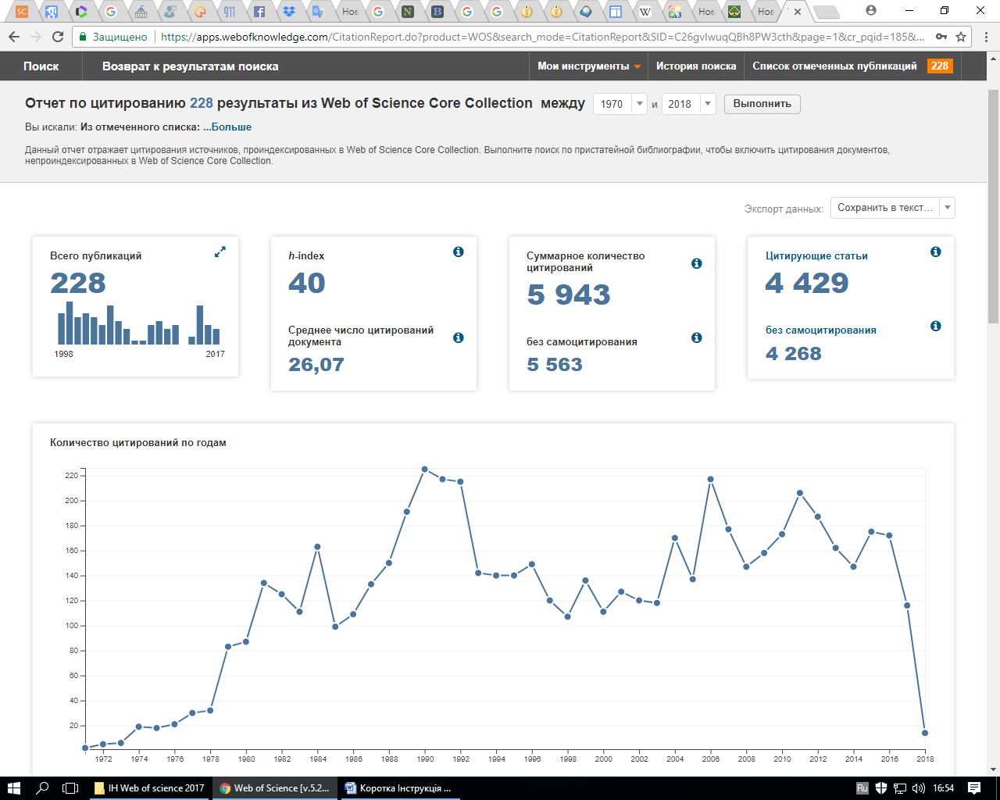 SC
911
Нов
Нов
Нов
N
B
W
Защищено
https://apps.webofknowledge.com/CitationReport.do?product=WOS&search_mode=CitationReport&SID=C26gvlwuqQBh8PW3cth&page=1&cr_pqid=185&...
Поиск
Возврат к результатам поиска
Мои инструменты
История поиска
Список отмеченных публикаций 228
Отчет по цитированию 228 результаты из Web of Science Core Collection между 1970 и 2018 Выполнить
Вы искали: Из отмеченного списка: ...Больше
Данный отчет отражает цитирования источников, проиндексированных в Web of Science Core Collection. Выполните поиск по пристатейной библиографии, чтобы включить цитирования документов,
непроиндексированных в Web of Science Core Collection.
Экспорт данных: Сохранить в текст...
Всего публикаций
228
1998 2017
h-index
40
Среднее число цитирований
документа
26,07
Суммарное количество
цитирований
5 943
без самоцитирования
5 563
Цитирующие статьи
4 429
без самоцитирования
4 268
Количество цитирований по годам
220
200
180
160
140
120
100
80
60
40
20
1972 1974 1976 1978 1980 1982 1984 1986 1988 1990 1992 1994 1996 1998 2000 2002 2004 2006 2008 2010 2012 2014 2016 2018
IH Web of science 2017
Web of Science [v.5.2...
Коротка Інструкція ...
Ru
16:54